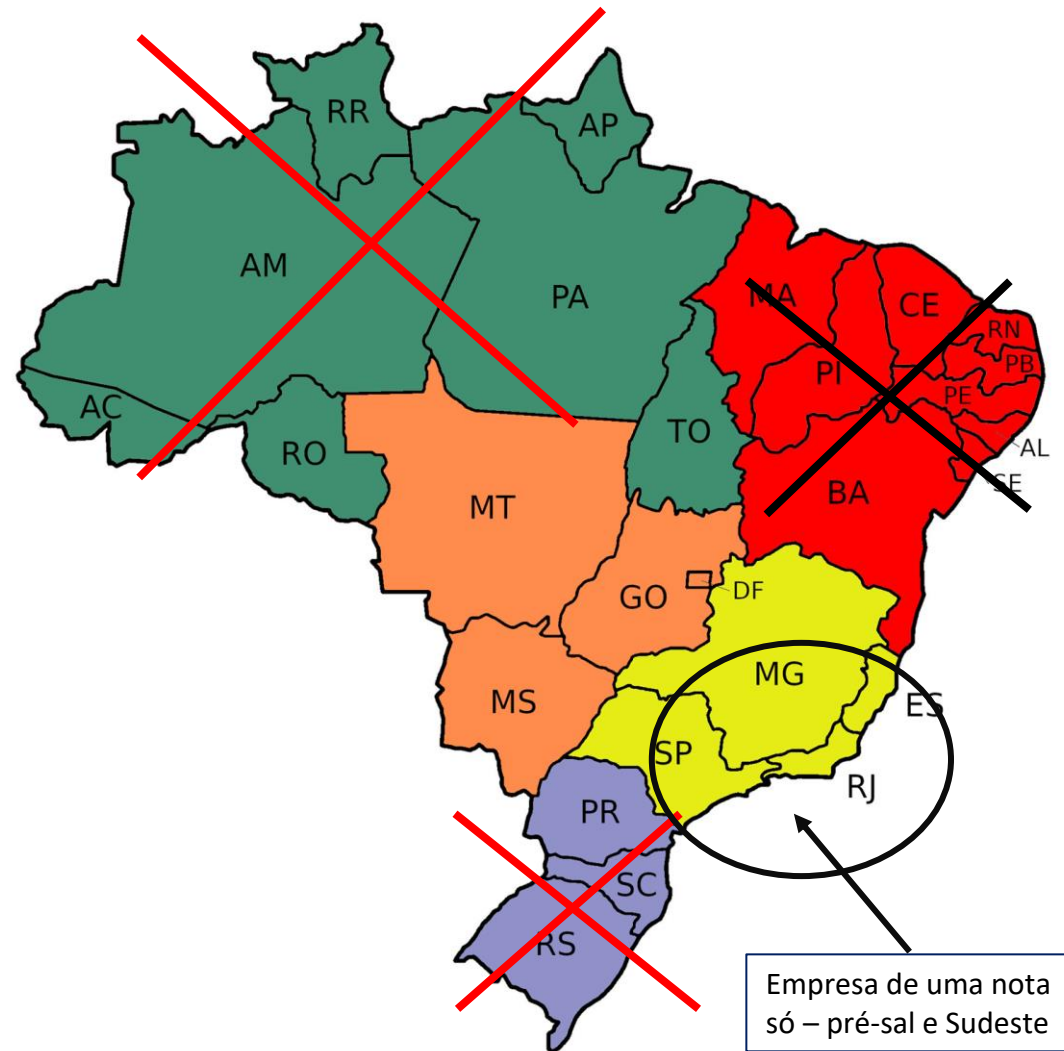 RR
AP
AM
PA
MA
CE
RN
PB
PI
PE
AC
TO
AL
RO
SE
BA
MT
DF
GO
MG
MS
ES
SP
RJ
PR
SC
RS
Empresa de uma nota
só – pré-sal e Sudeste